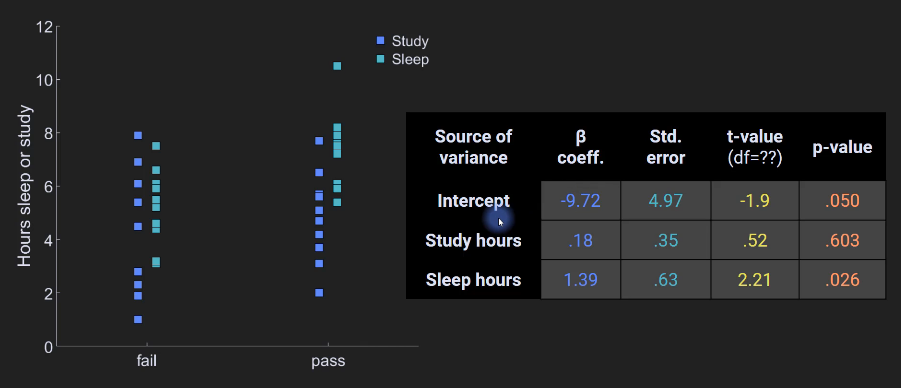 12
10
8
6
4
2
0
Hours sleep or study
fail
pass
Study
Sleep
Source of variance β coeff. Std. error t-value (df=??) p-value
Intercept -9.72 4.97 -1.9 .050
Study hours .18 .35 .52 .603
Sleep hours 1.39 .63 2.21 .026